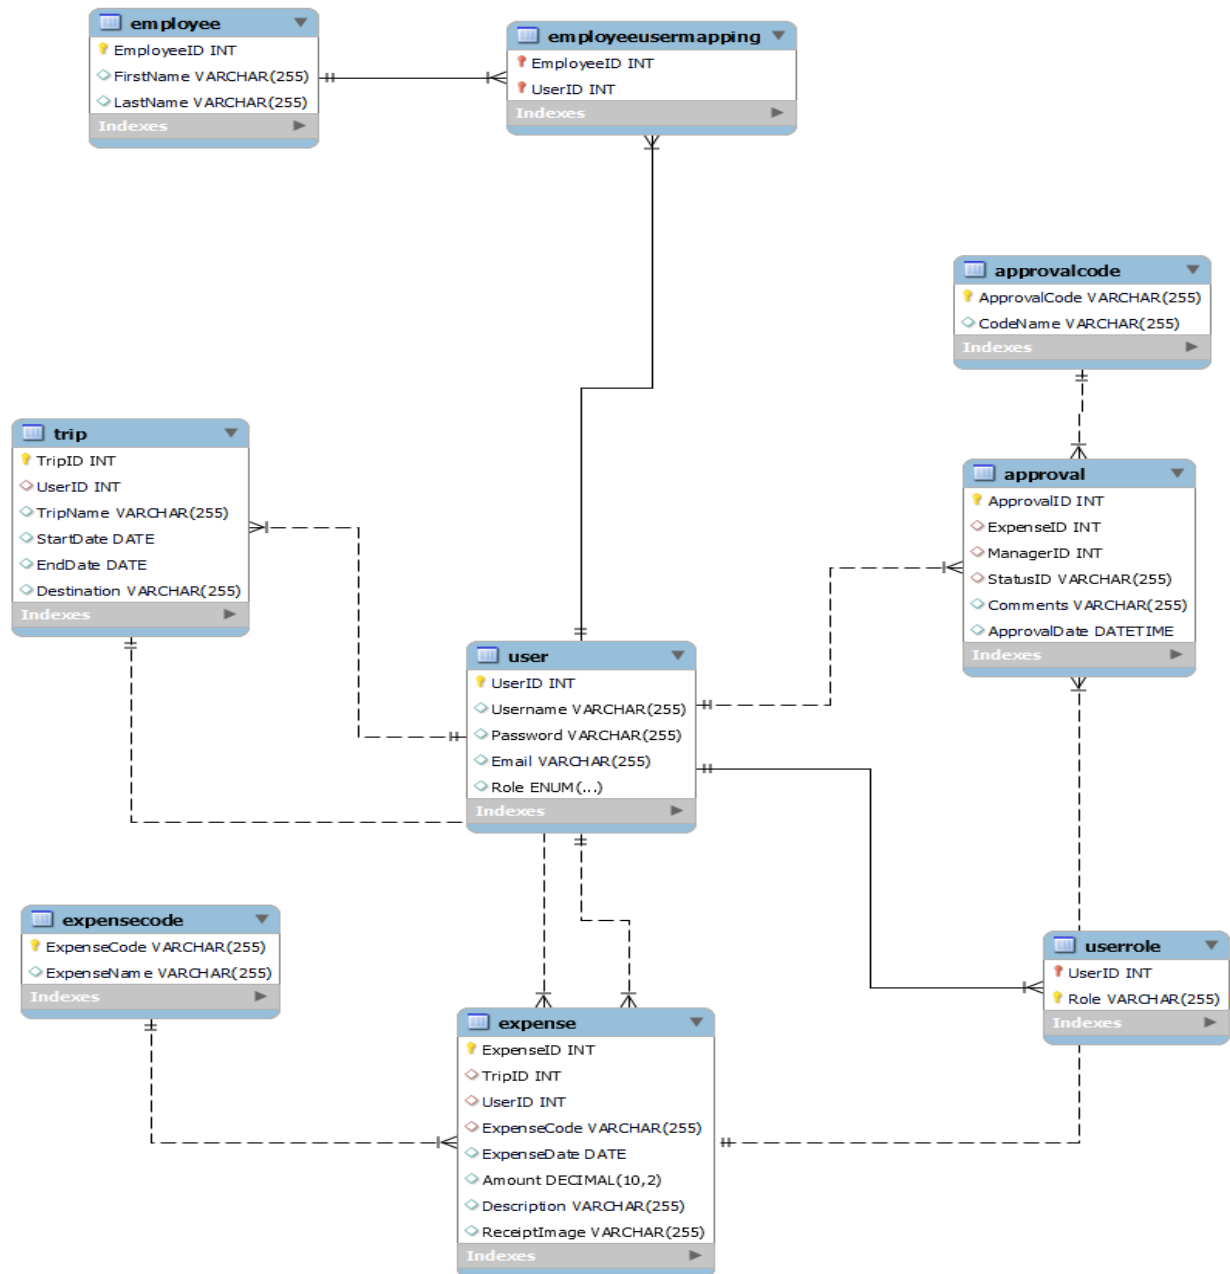 employee
EmployeeID INT
FirstName VARCHAR(255)
LastName VARCHAR(255)
Indexes
employeeusermapping
EmployeeID INT
UserID INT
Indexes
approvalcode
ApprovalCode VARCHAR(255)
CodeName VARCHAR(255)
Indexes
trip
TripID INT
UserID INT
TripName VARCHAR(255)
StartDate DATE
EndDate DATE
Destination VARCHAR(255)
Indexes
approval
ApprovalID INT
ExpenseID INT
ManagerID INT
StatusID VARCHAR(255)
Comments VARCHAR(255)
ApprovalDate DATETIME
Indexes
user
UserID INT
Username VARCHAR(255)
Password VARCHAR(255)
Email VARCHAR(255)
Role ENUM(...)
Indexes
expensecode
ExpenseCode VARCHAR(255)
ExpenseName VARCHAR(255)
Indexes
userrole
UserID INT
Role VARCHAR(255)
Indexes
expense
ExpenseID INT
TripID INT
UserID INT
ExpenseCode VARCHAR(255)
ExpenseDate DATE
Amount DECIMAL(10,2)
Description VARCHAR(255)
ReceiptImage VARCHAR(255)
Indexes